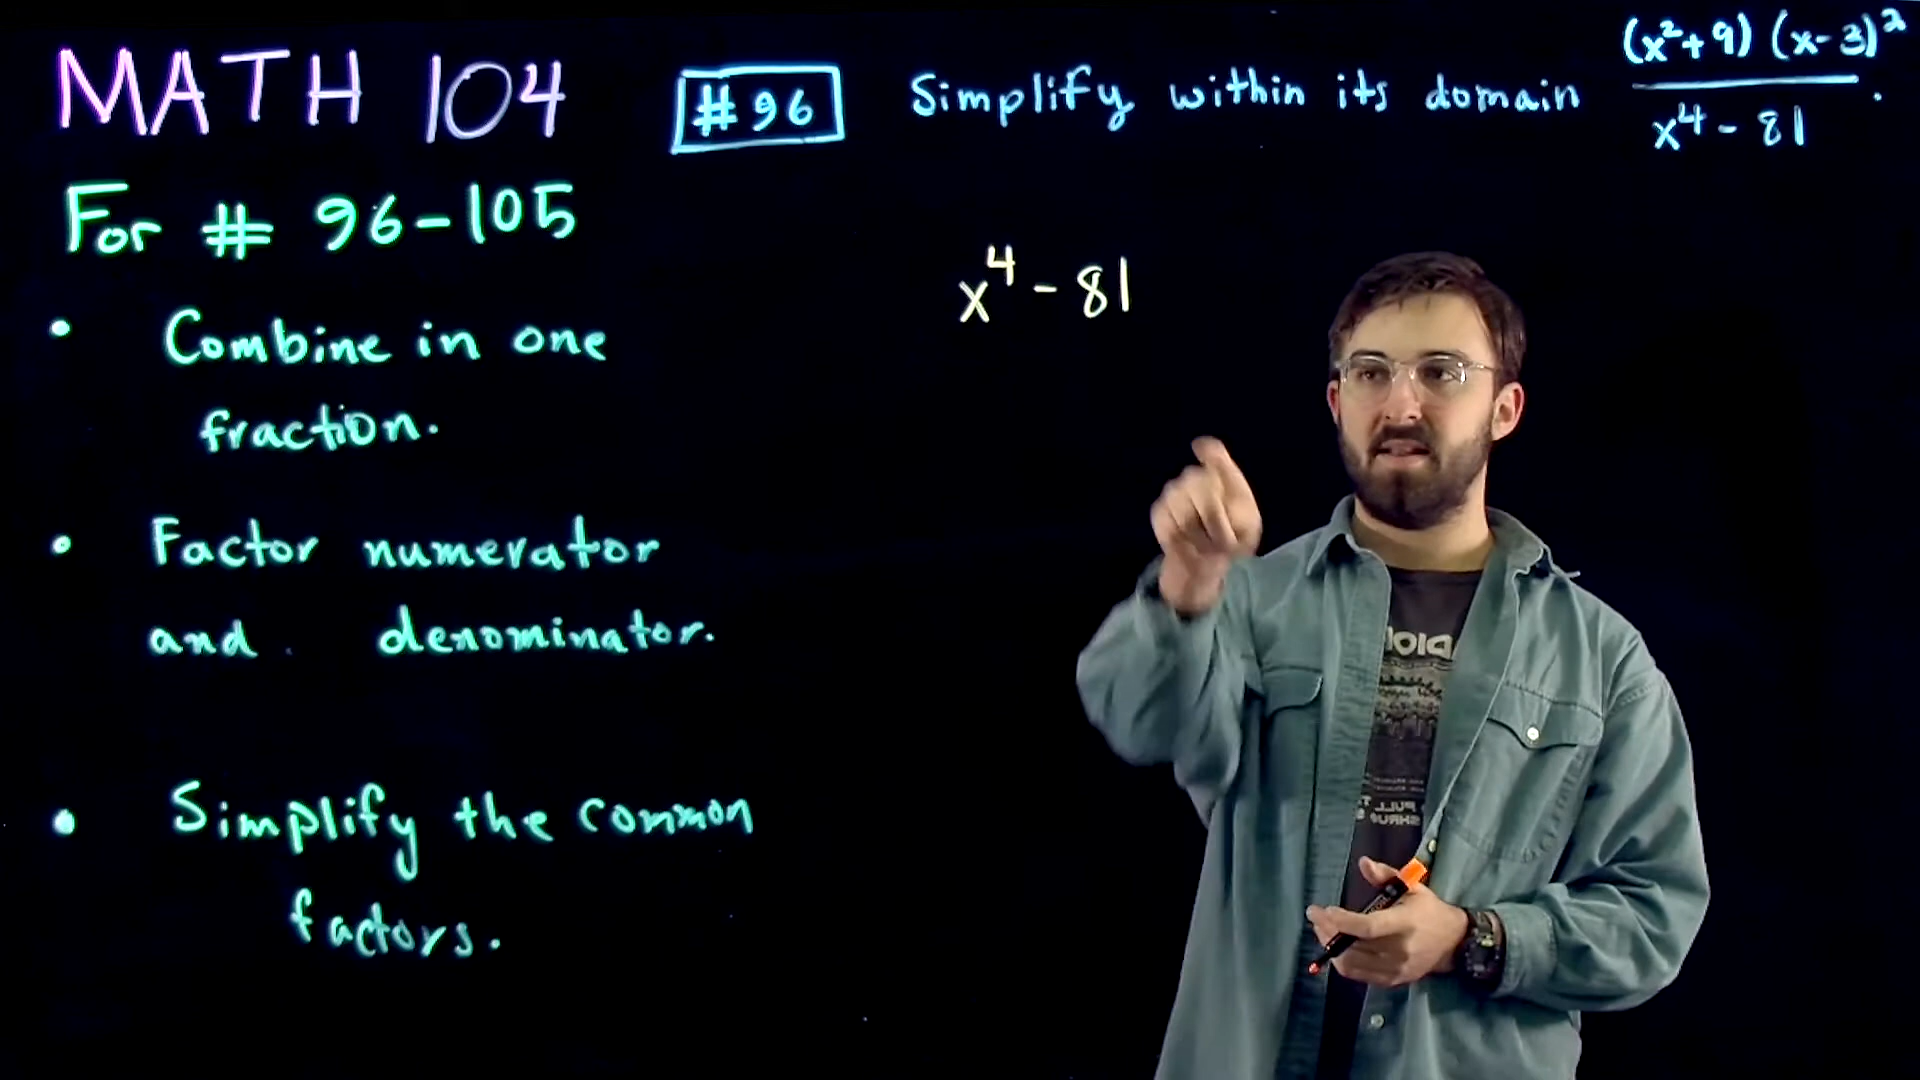 MATH 104
For # 96-105
• Combine in one
fraction.
• Factor numerator
and denominator.
• Simplify the common
factors.
#96 Simplify within its domain (x²+9)(x-3)²
x⁴-81 .
x⁴-81